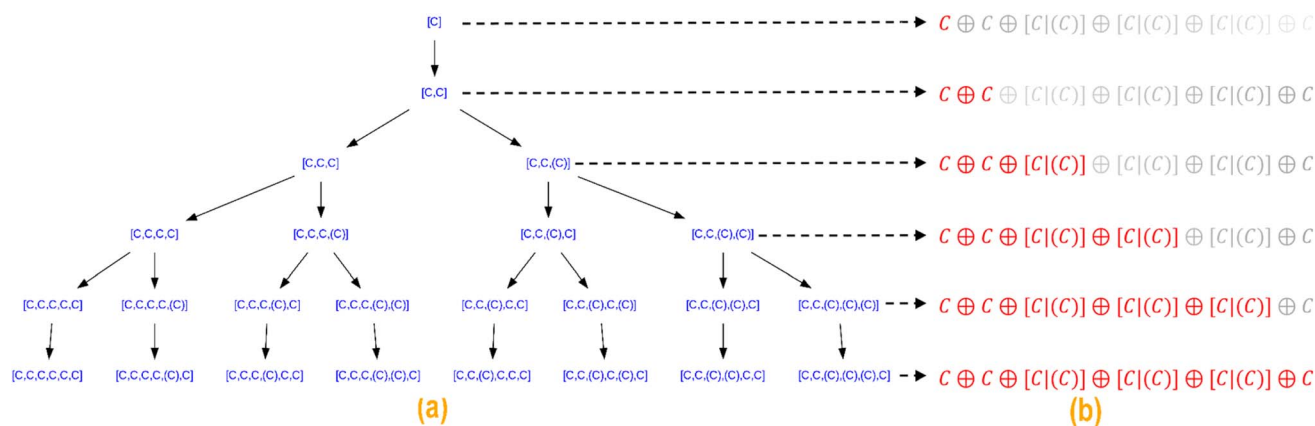 [C] C ⊕ C ⊕ [C|(C)] ⊕ [C|(C)] ⊕ [C|(C)] ⊕ C
[C,C] C ⊕ C ⊕ [C|(C)] ⊕ [C|(C)] ⊕ [C|(C)] ⊕ C
[C,C,C] [C,C,(C)] C ⊕ C ⊕ [C|(C)] ⊕ [C|(C)] ⊕ [C|(C)] ⊕ C
[C,C,C,C] [C,C,C,(C)] [C,C,(C),C] [C,C,(C),(C)] C ⊕ C ⊕ [C|(C)] ⊕ [C|(C)] ⊕ [C|(C)] ⊕ C
[C,C,C,C,C] [C,C,C,C,(C)] [C,C,C,(C),C] [C,C,C,(C),(C)] [C,C,(C),C,C] [C,C,(C),C,(C)] [C,C,(C),(C),C] [C,C,(C),(C),(C)] C ⊕ C ⊕ [C|(C)] ⊕ [C|(C)] ⊕ [C|(C)] ⊕ C
[C,C,C,C,C,C] [C,C,C,C,(C),C] [C,C,C,(C),C,C] [C,C,C,(C),(C),C] [C,C,(C),C,C,C] [C,C,(C),C,(C),C] [C,C,(C),(C),C,C] [C,C,(C),(C),(C),C] C ⊕ C ⊕ [C|(C)] ⊕ [C|(C)] ⊕ [C|(C)] ⊕ C
(a) (b)